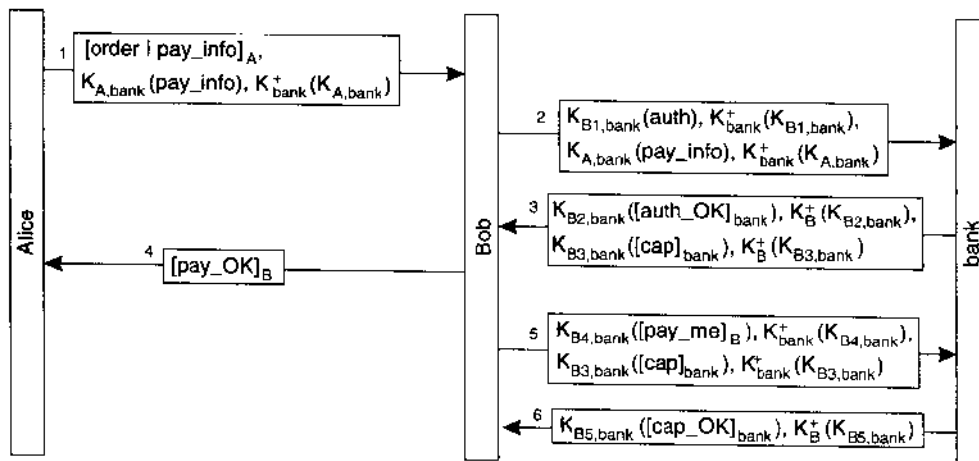 Alice
Bob
bank
1
[order | pay_info]A,
KA,bank(pay_info), K+bank(KA,bank)
2
KB1,bank(auth), K+bank(KB1,bank),
KA,bank(pay_info), K+bank(KA,bank)
3
KB2,bank([auth_OK]bank), K+B(KB2,bank),
KB3,bank([cap]bank), K+B(KB3,bank)
4
[pay_OK]B
5
KB4,bank([pay_me]B), K+bank(KB4,bank),
KB3,bank([cap]bank), K+bank(KB3,bank)
6
KB5,bank([cap_OK]bank), K+B(KB5,bank)